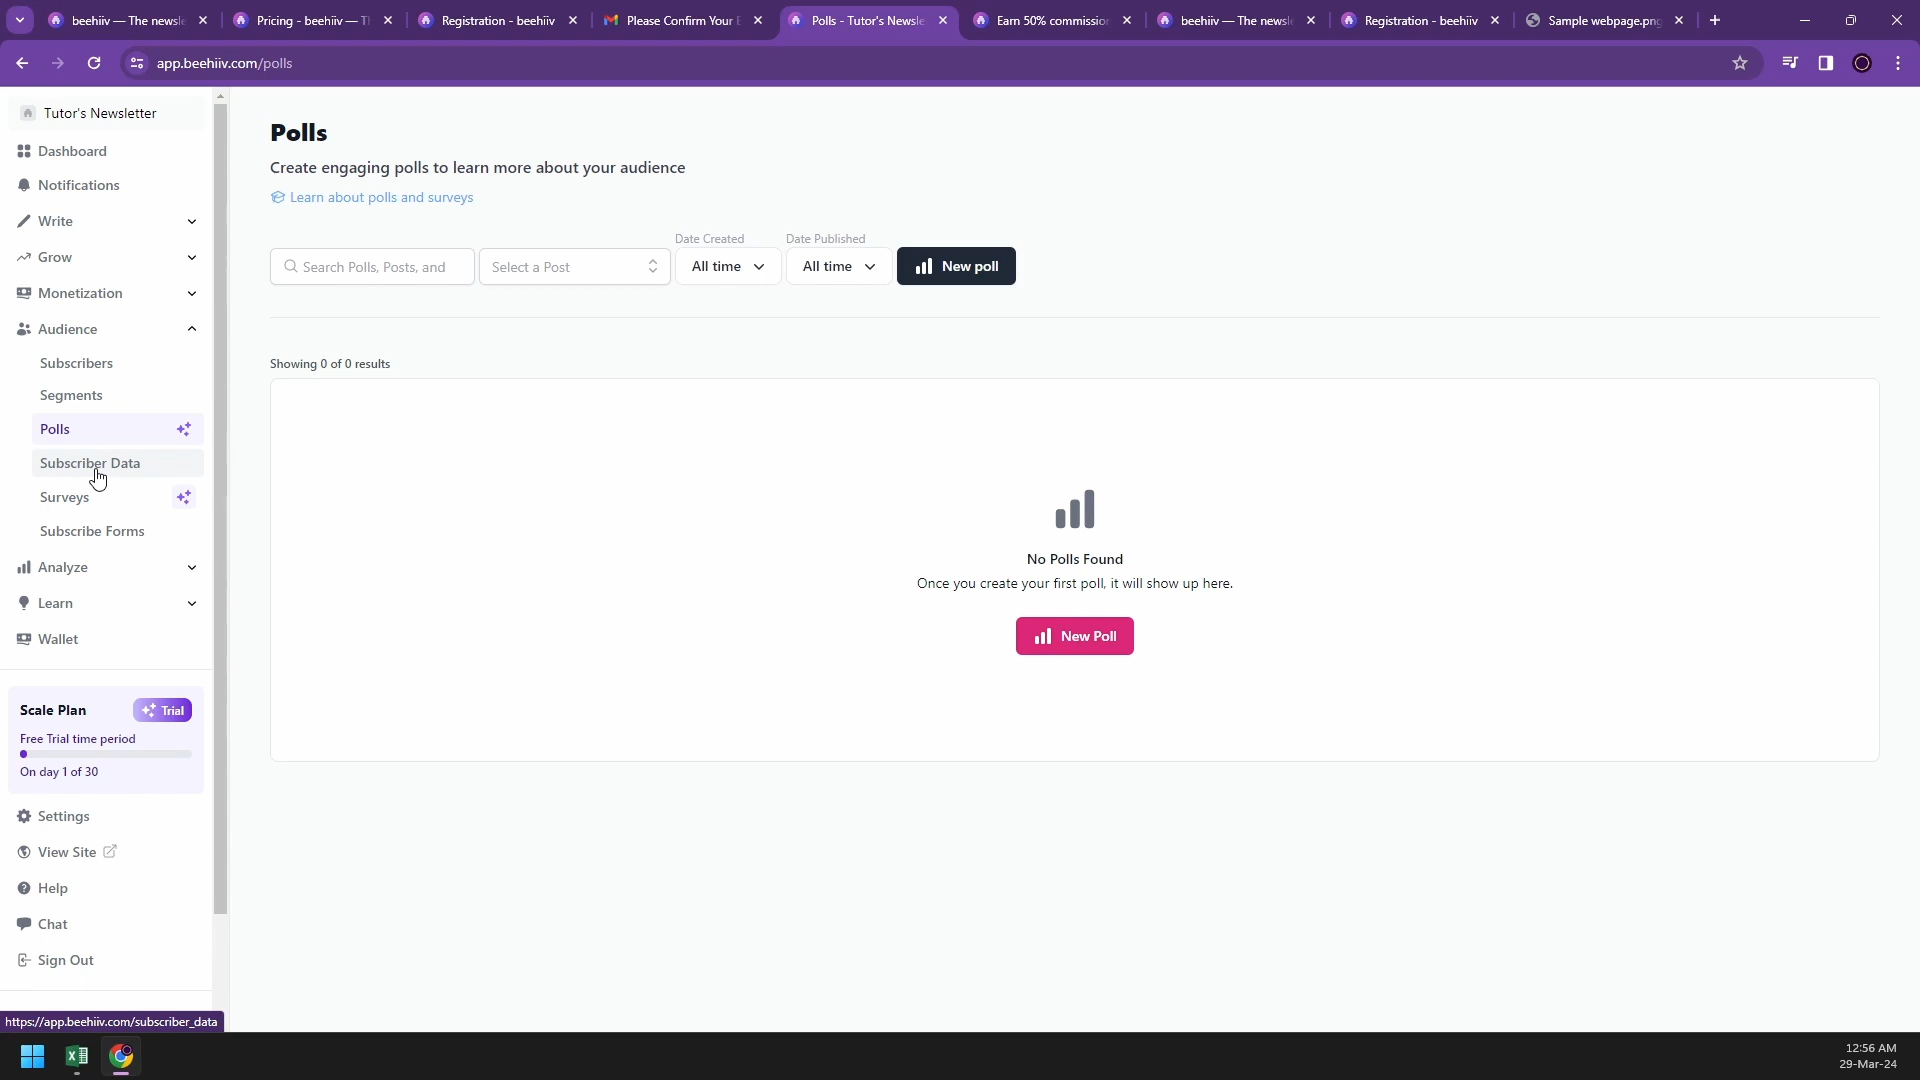 beehiiv — The newsle
Pricing - beehiiv — Th
Registration - beehiiv
Please Confirm Your E
Polls - Tutor's Newsle
Earn 50% commission
beehiiv — The newsle
Registration - beehiiv
Sample webpage.png
app.beehiiv.com/polls
Tutor's Newsletter
Dashboard
Notifications
Write
Grow
Monetization
Audience
Subscribers
Segments
Polls
Subscriber Data
Surveys
Subscribe Forms
Analyze
Learn
Wallet
Scale Plan
Trial
Free Trial time period
On day 1 of 30
Settings
View Site
Help
Chat
Sign Out
https://app.beehiiv.com/subscriber_data
Polls
Create engaging polls to learn more about your audience
Learn about polls and surveys
Date Created
Date Published
Search Polls, Posts, and
Select a Post
All time
All time
New poll
Showing 0 of 0 results
No Polls Found
Once you create your first poll, it will show up here.
New Poll
12:56 AM
29-Mar-24